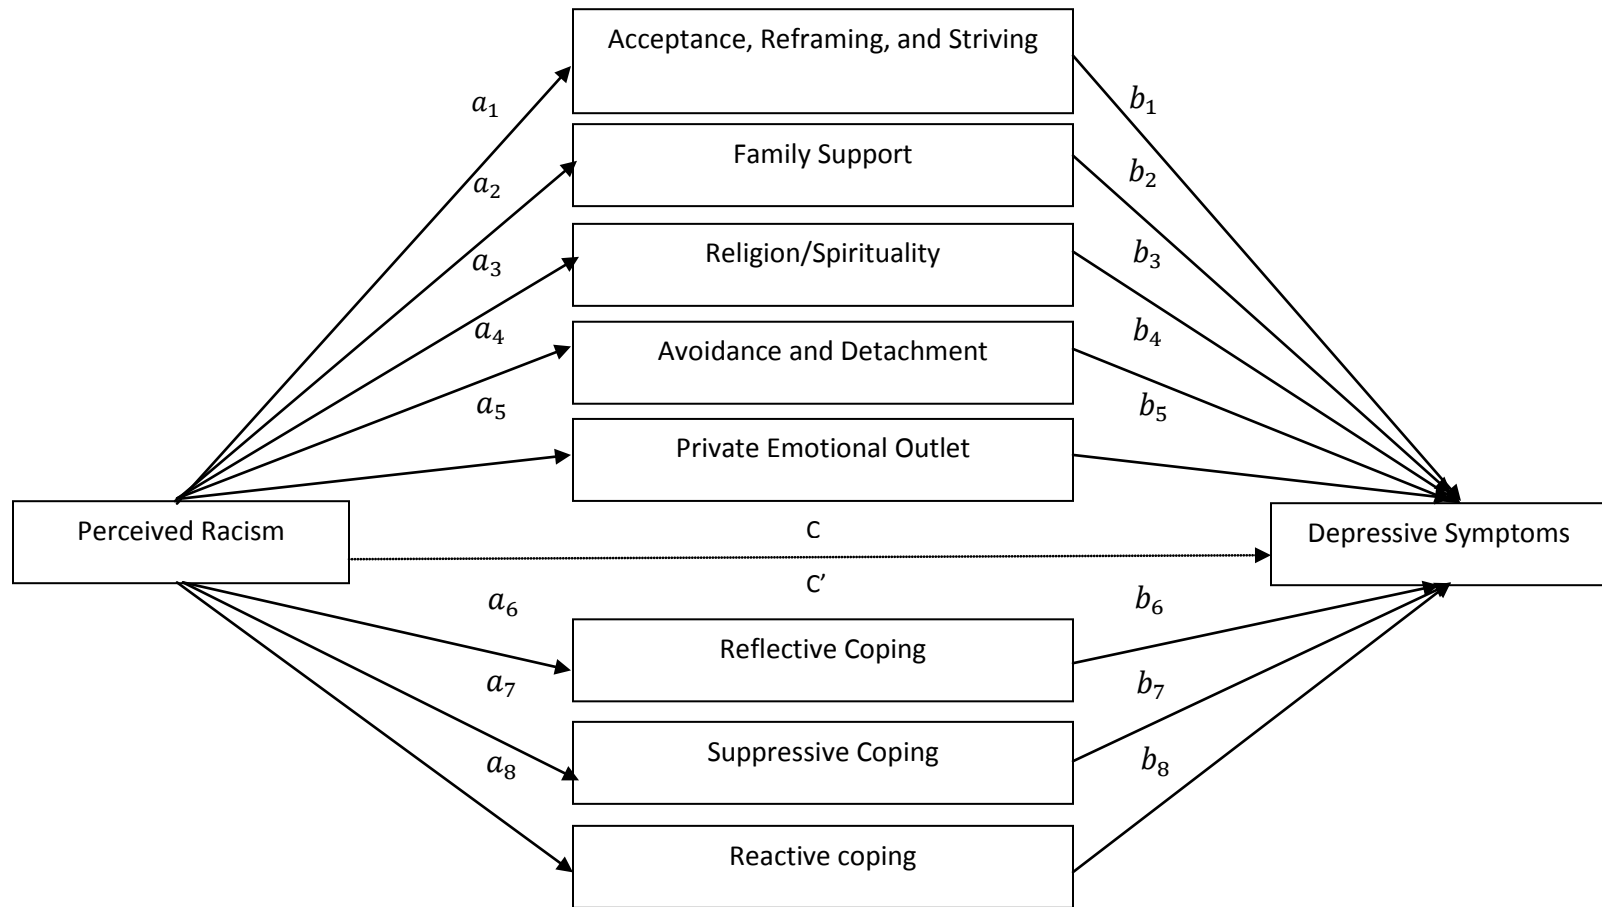 Acceptance, Reframing, and Striving
a₁
b₁
Family Support
a₂
b₂
Religion/Spirituality
a₃
b₃
Avoidance and Detachment
a₄
b₄
Private Emotional Outlet
a₅
b₅
Perceived Racism
C
Depressive Symptoms
C’
a₆
b₆
Reflective Coping
a₇
b₇
Suppressive Coping
a₈
b₈
Reactive coping